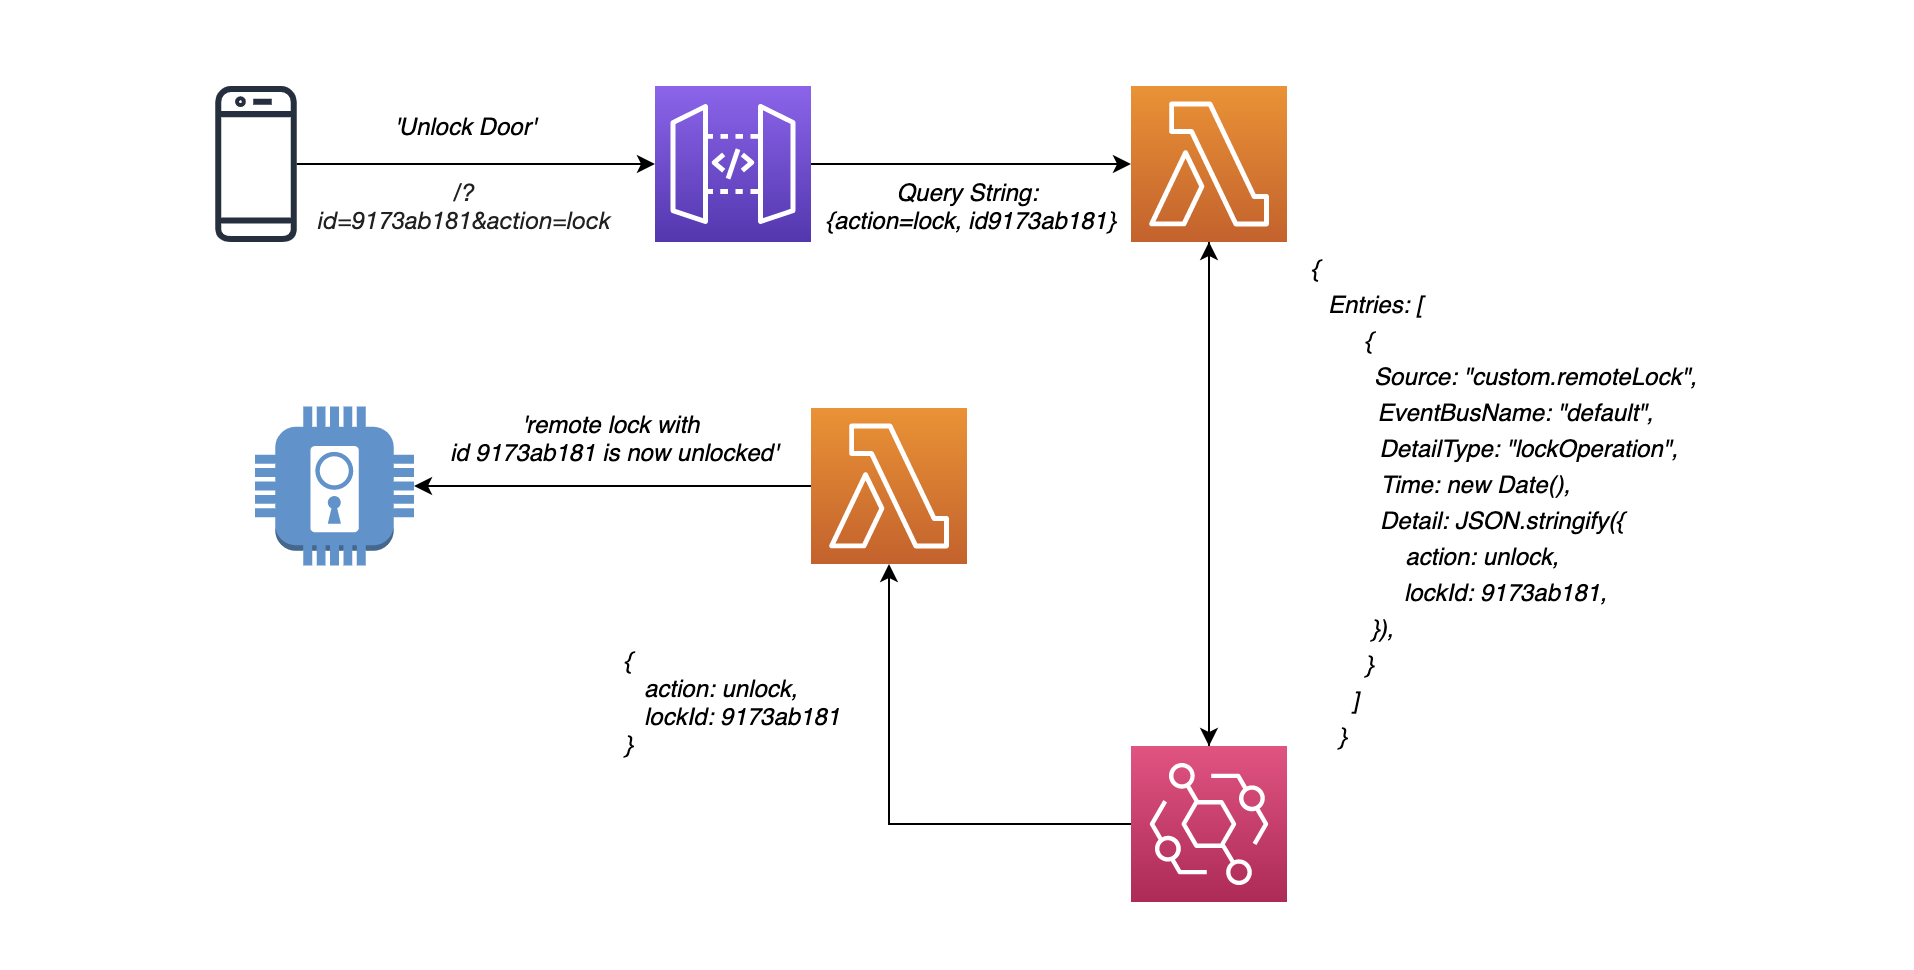 'Unlock Door'
/?
id=9173ab181&action=lock
</>
Query String:
{action=lock, id9173ab181}
{
Entries: [
{
Source: "custom.remoteLock",
EventBusName: "default",
DetailType: "lockOperation",
Time: new Date(),
Detail: JSON.stringify({
action: unlock,
lockId: 9173ab181,
}),
}
]
}
'remote lock with
id 9173ab181 is now unlocked'
{
action: unlock,
lockId: 9173ab181
}